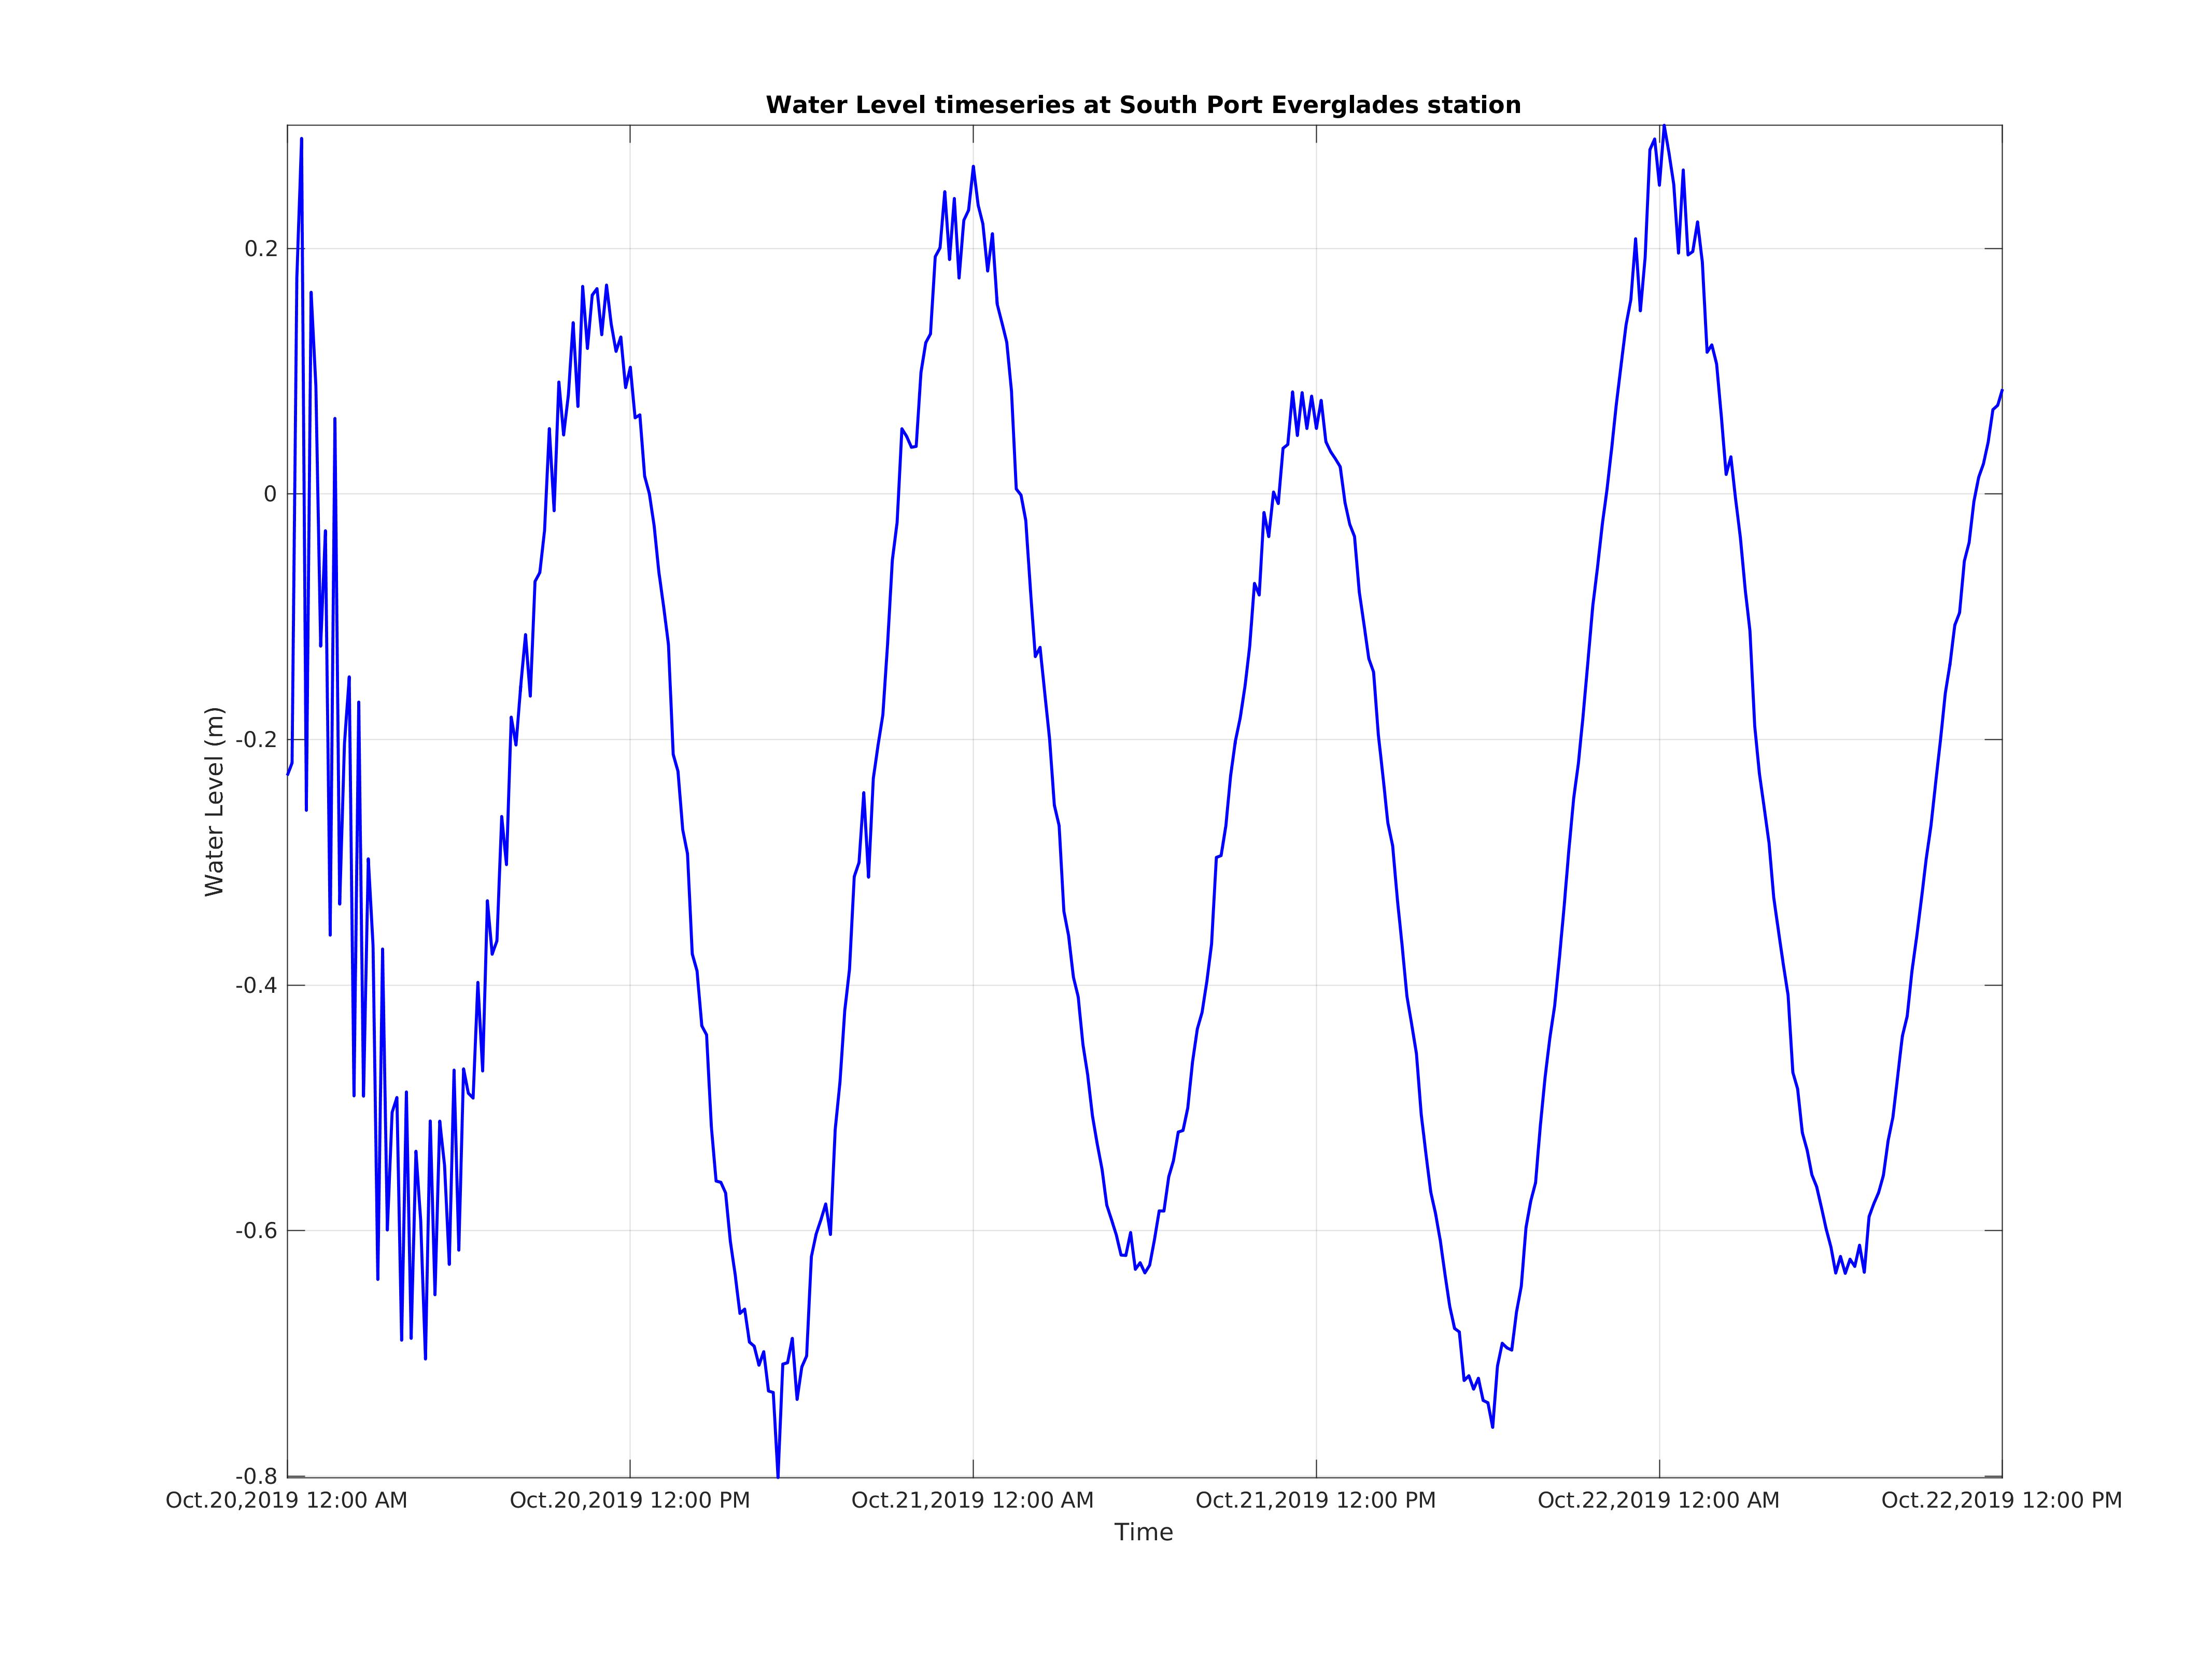 Water Level timeseries at South Port Everglades station
Water Level (m)
0.2
0
-0.2
-0.4
-0.6
-0.8
Oct.20,2019 12:00 AM
Oct.20,2019 12:00 PM
Oct.21,2019 12:00 AM
Oct.21,2019 12:00 PM
Oct.22,2019 12:00 AM
Oct.22,2019 12:00 PM
Time